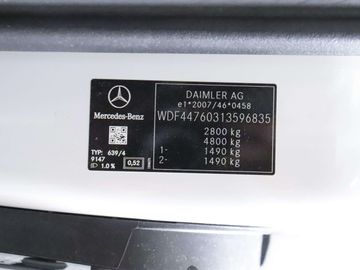 DAIMLER AG
e1*2007/46*0458
WDF44760313596835
2800 kg
4800 kg
1- 1490 kg
2- 1490 kg
Mercedes-Benz
TYP: 639/4
9147
1.0 % 0,52